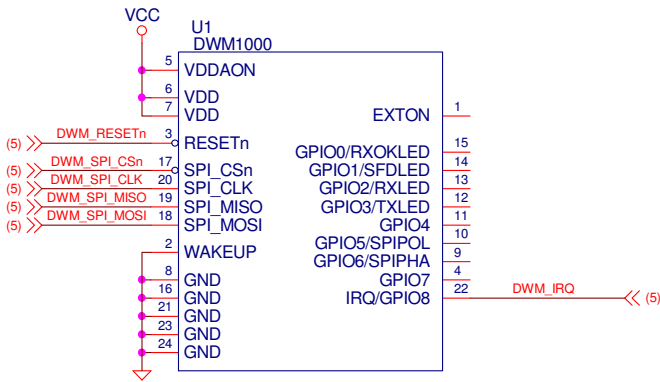 VCC
U1
DWM1000
5 VDDAON
6 VDD
7 VDD
EXTON 1
(5) DWM_RESETn 3 RESETn
GPIO0/RXOKLED 15
(5) DWM_SPI_CSn 17 SPI_CSn
GPIO1/SFDLED 14
(5) DWM_SPI_CLK 20 SPI_CLK
GPIO2/RXLED 13
(5) DWM_SPI_MISO 19 SPI_MISO
GPIO3/TXLED 12
(5) DWM_SPI_MOSI 18 SPI_MOSI
GPIO4 11
GPIO5/SPIPOL 10
2 WAKEUP
GPIO6/SPIPHA 9
8 GND
GPIO7 4
16 GND
IRQ/GPIO8 22 DWM_IRQ (5)
21 GND
23 GND
24 GND